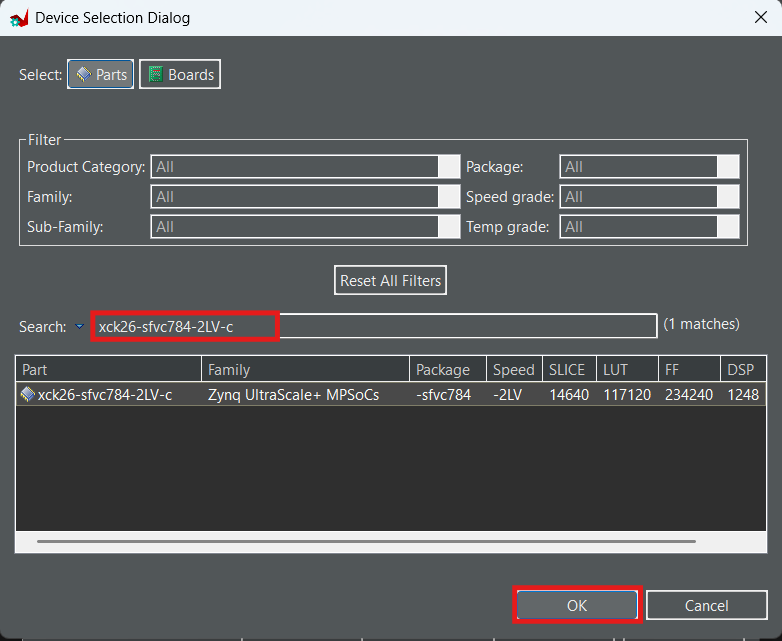 Device Selection Dialog
Select: Parts Boards
Filter
Product Category: All Package: All
Family: All Speed grade: All
Sub-Family: All Temp grade: All
Reset All Filters
Search: xck26-sfvc784-2LV-c (1 matches)
Part Family Package Speed SLICE LUT FF DSP
xck26-sfvc784-2LV-c Zynq UltraScale+ MPSoCs -sfvc784 -2LV 14640 117120 234240 1248
OK Cancel